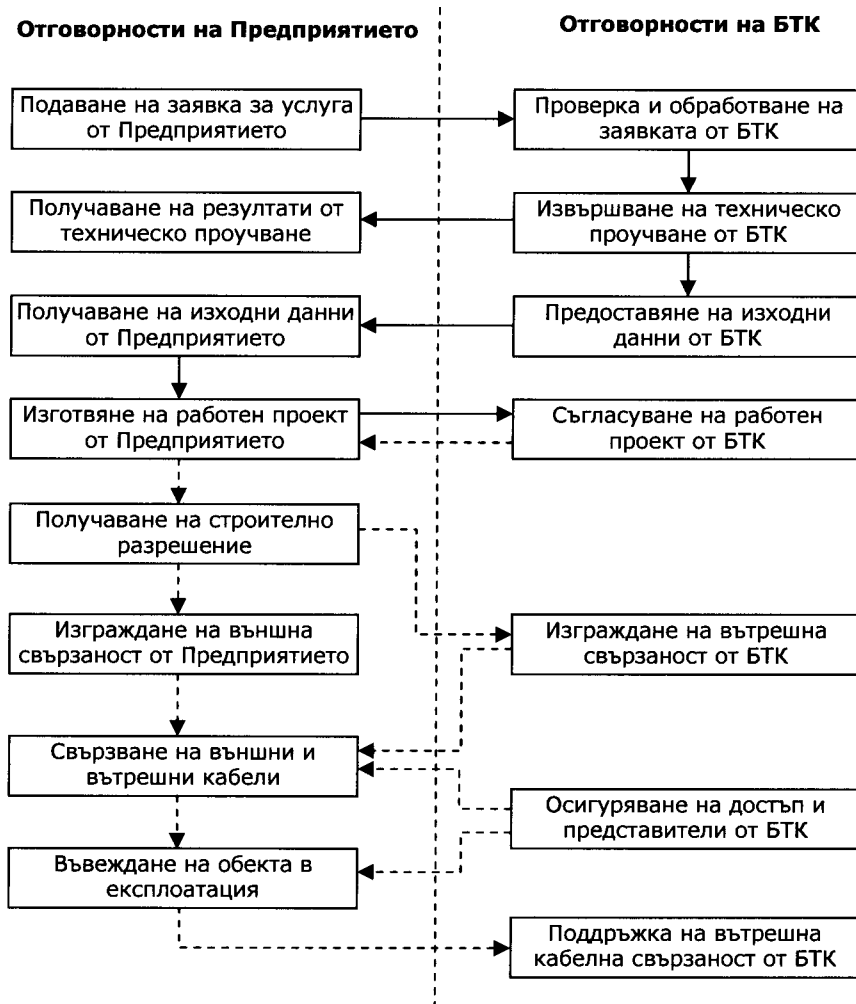 Отговорности на Предприятието
Отговорности на БТК
Подаване на заявка за услуга
от Предприятието
Проверка и обработване на
заявката от БТК
Получаване на резултати от
техническо проучване
Извършване на техническо
проучване от БТК
Получаване на изходни данни
от Предприятието
Предоставяне на изходни
данни от БТК
Изготвяне на работен проект
от Предприятието
Съгласуване на работен
проект от БТК
Получаване на строително
разрешение
Изграждане на външна
свързаност от Предприятието
Изграждане на вътрешна
свързаност от БТК
Свързване на външни и
вътрешни кабели
Осигуряване на достъп и
представители от БТК
Въвеждане на обекта в
експлоатация
Поддръжка на вътрешна
кабелна свързаност от БТК